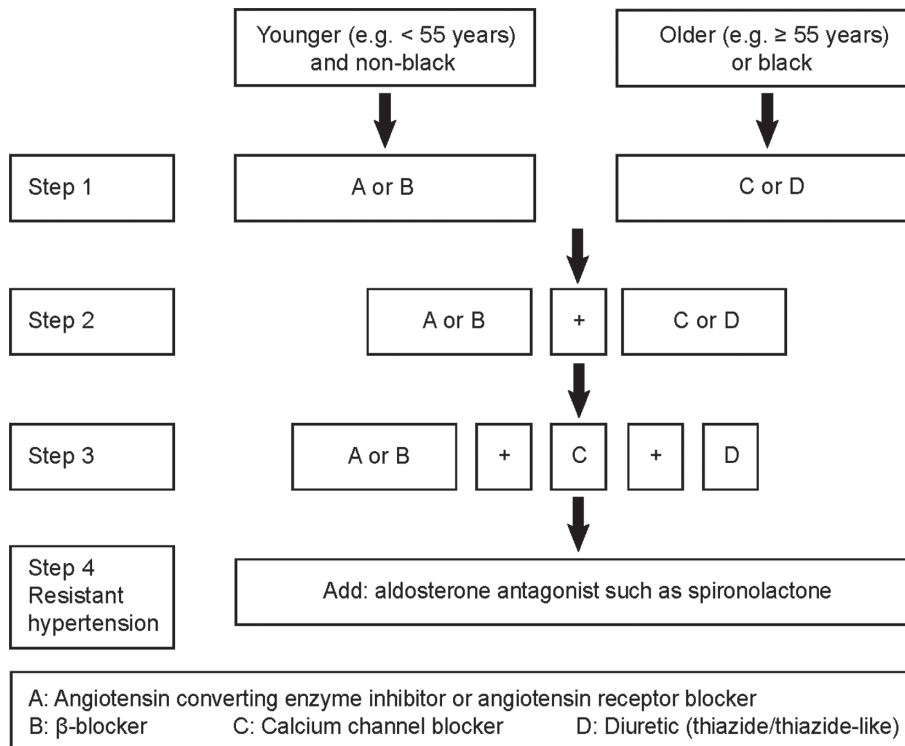 Younger (e.g. < 55 years)
and non-black
Older (e.g. ≥ 55 years)
or black
Step 1
A or B
C or D
Step 2
A or B
+
C or D
Step 3
A or B
+
C
+
D
Step 4
Resistant
hypertension
Add: aldosterone antagonist such as spironolactone
A: Angiotensin converting enzyme inhibitor or angiotensin receptor blocker
B: β-blocker C: Calcium channel blocker D: Diuretic (thiazide/thiazide-like)